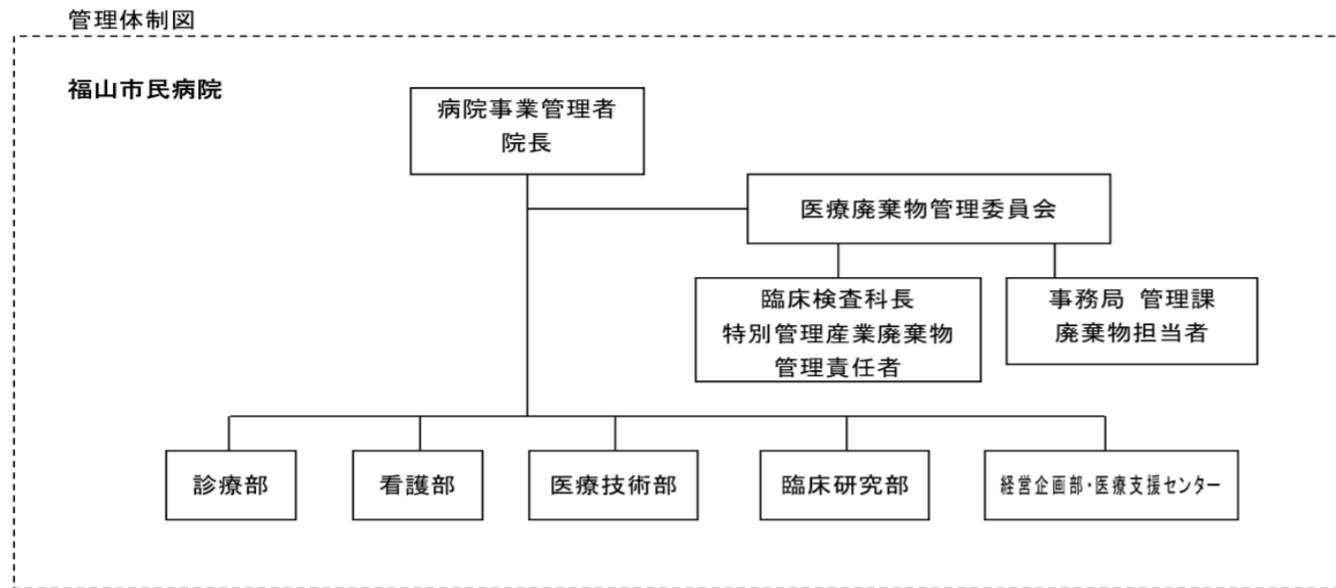 管理体制図
福山市民病院
病院事業管理者
院長
医療廃棄物管理委員会
臨床検査科長
特別管理産業廃棄物
管理責任者
事務局 管理課
廃棄物担当者
診療部
看護部
医療技術部
臨床研究部
経営企画部・医療支援センター